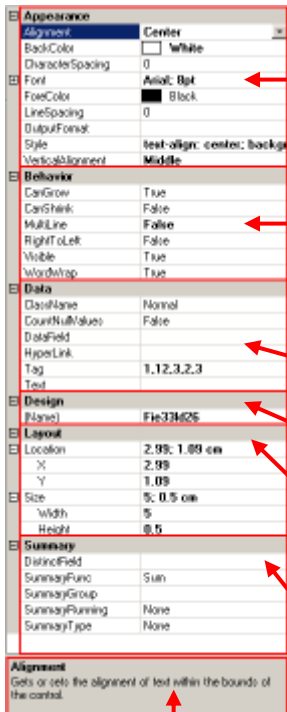 Appearance
Alignment Center
BackColor White
CharacterSpacing 0
Font Arial; 8pt
ForeColor Black
LineSpacing 0
OutputFormat
Style text-align: center; backgr
VerticalAlignment Middle
Behavior
CanGrow True
CanShrink False
MultiLine False
RightToLeft False
Visible True
WordWrap True
Data
ClassName Normal
CountNullValues False
DataField
HyperLink
Tag 1,12,3,2,3
Text
Design
(Name) Fie33ld26
Layout
Location 2.99; 1.09 cm
X 2.99
Y 1.09
Size 5; 0.5 cm
Width 5
Height 0.5
Summary
DistinctField
SummaryFunc Sum
SummaryGroup
SummaryRunning None
SummaryType None
Alignment
Gets or sets the alignment of text within the bounds of
the control.